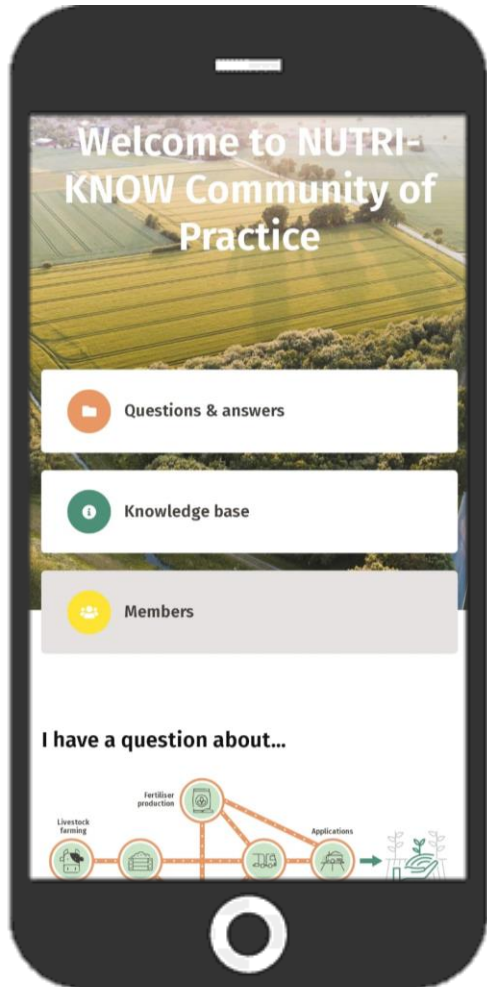 Welcome to NUTRI-
KNOW Community of
Practice
Questions & answers
Knowledge base
Members
I have a question about...
Fertiliser
production
Livestock
farming
Applications